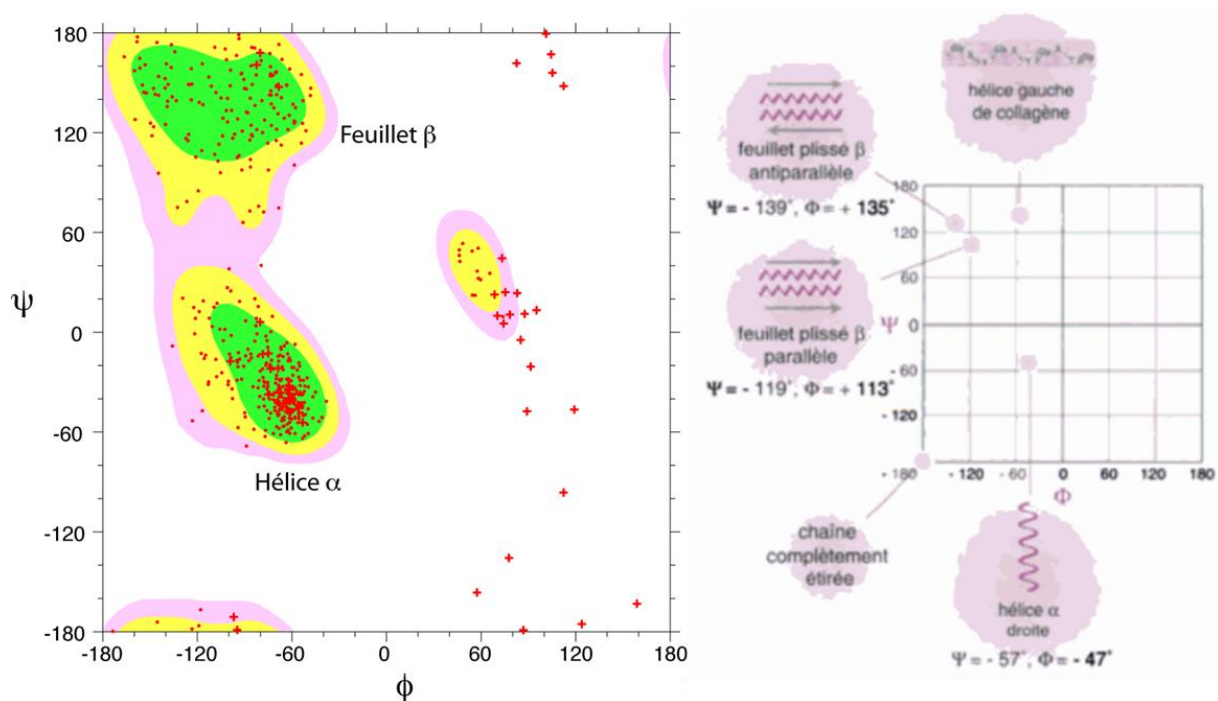 180
120
60
0
-60
-120
-180
ψ
-180
-120
-60
0
60
120
180
ϕ
Feuillet β
Hélice α
hélice gauche
de collagène
feuillet plissé β
antiparallèle
Ψ = - 139°, Φ = + 135°
feuillet plissé β
parallèle
Ψ = - 119°, Φ = + 113°
180
120
60
Ψ 0
- 60
- 120
- 180
- 120
- 60
0
60
120
180
Φ
chaîne
complètement
étirée
hélice α
droite
Ψ = - 57°, Φ = - 47°